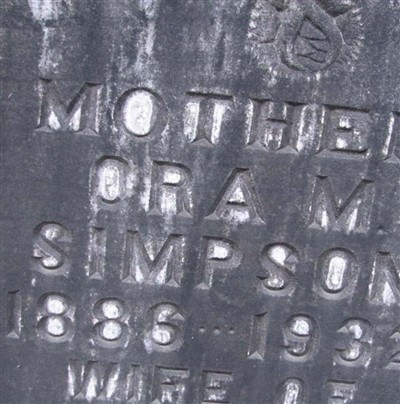 MOTHER
ORA M.
SIMPSON
1886 ... 1932
WIFE OF